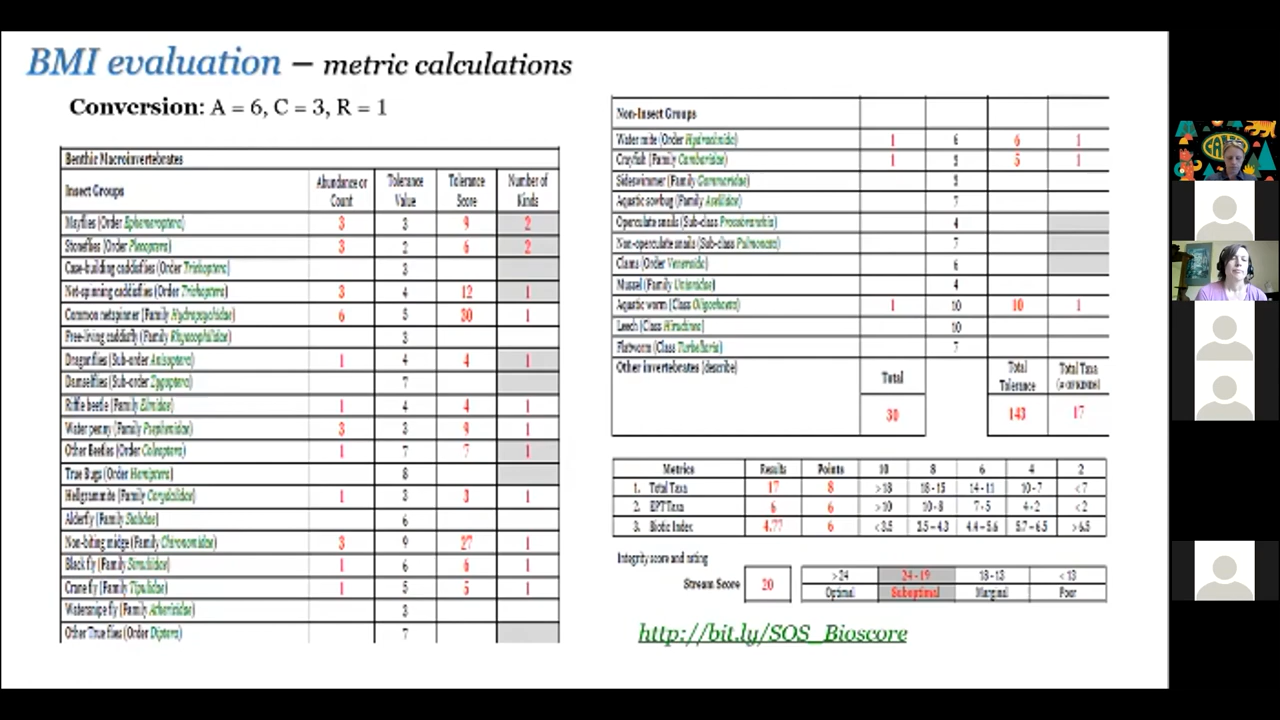 BMI evaluation – metric calculations
Conversion: A = 6, C = 3, R = 1
Benthic Macroinvertebrates
Insect Groups Abundance or Count Tolerance Value Tolerance Score Number of Kinds
Mayflies (Order Ephemeroptera) 3 3 9 2
Stoneflies (Order Plecoptera) 3 2 6 2
Case-building caddisflies (Order Trichoptera) 3
Net-spinning caddisflies (Order Trichoptera) 3 4 12 1
Common netspinner (Family Hydropsychidae) 6 5 30 1
Free-living caddisfly (Family Rhyacophilidae) 3
Dragonflies (Sub-order Anisoptera) 1 4 4 1
Damselflies (Sub-order Zygoptera) 7
Riffle beetle (Family Elmidae) 1 4 4 1
Water penny (Family Psephenidae) 3 3 9 1
Other Beetles (Order Coleoptera) 1 7 7 1
True Bugs (Order Hemiptera) 8
Hellgrammite (Family Corydalidae) 1 3 3 1
Alderfly (Family Sialidae) 6
Non-biting midge (Family Chironomidae) 3 9 27 1
Black fly (Family Simuliidae) 1 6 6 1
Crane fly (Family Tipulidae) 1 5 5 1
Watersnipe fly (Family Athericidae) 3
Other True flies (Order Diptera) 7
Non-Insect Groups
Water mite (Order Hydrachnida) 1 6 6 1
Crayfish (Family Cambaridae) 1 5 5 1
Sideswimmer (Family Gammaridae) 5
Aquatic sowbug (Family Asellidae) 7
Operculate snails (Sub-class Prosobranchia) 4
Non-operculate snails (Sub-class Pulmonata) 7
Clams (Order Veneroida) 6
Mussel (Family Unionidae) 4
Aquatic worm (Class Oligochaeta) 1 10 10 1
Leech (Class Hirudinea) 10
Flatworm (Class Turbellaria) 7
Other invertebrates (describe) Total Total Tolerance Total Taxa (# OF KINDS)
30 143 17
Metrics Results Points 10 8 6 4 2
1. Total Taxa 17 8 >18 18 - 15 14 - 11 10 - 7 <7
2. EPT Taxa 6 6 >10 10 - 8 7 - 5 4 - 2 <2
3. Biotic Index 4.77 6 <3.5 3.5 – 4.3 4.4 – 5.6 5.7 – 6.5 >6.5
Integrity score and rating
Stream Score 20 >24 24 - 19 18 - 13 <13
Optimal Suboptimal Marginal Poor
http://bit.ly/SOS_Bioscore